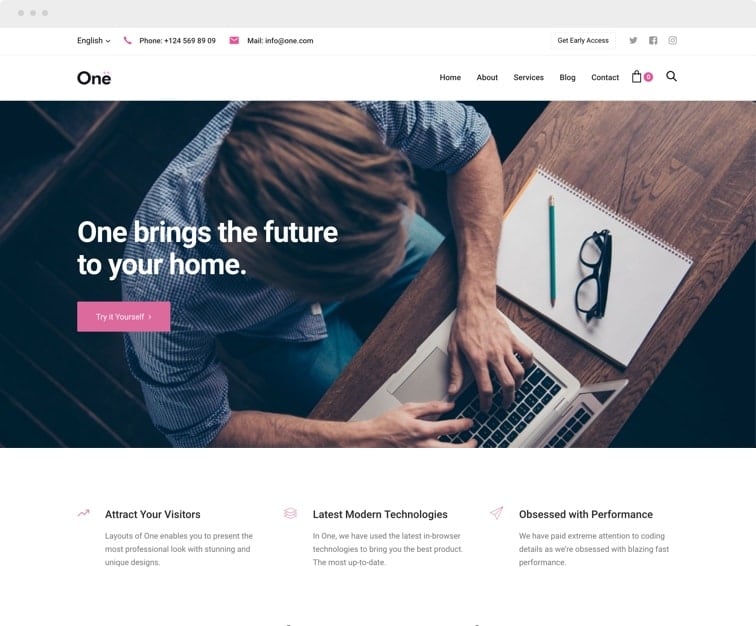 English
Phone: +124 569 89 09
Mail: info@one.com
Get Early Access
One
Home
About
Services
Blog
Contact
0
One brings the future
to your home.
Try it Yourself ›
Attract Your Visitors
Layouts of One enables you to present the
most professional look with stunning and
unique designs.
Latest Modern Technologies
In One, we have used the latest in-browser
technologies to bring you the best product.
The most up-to-date.
Obsessed with Performance
We have paid extreme attention to coding
details as we're obsessed with blazing fast
performance.